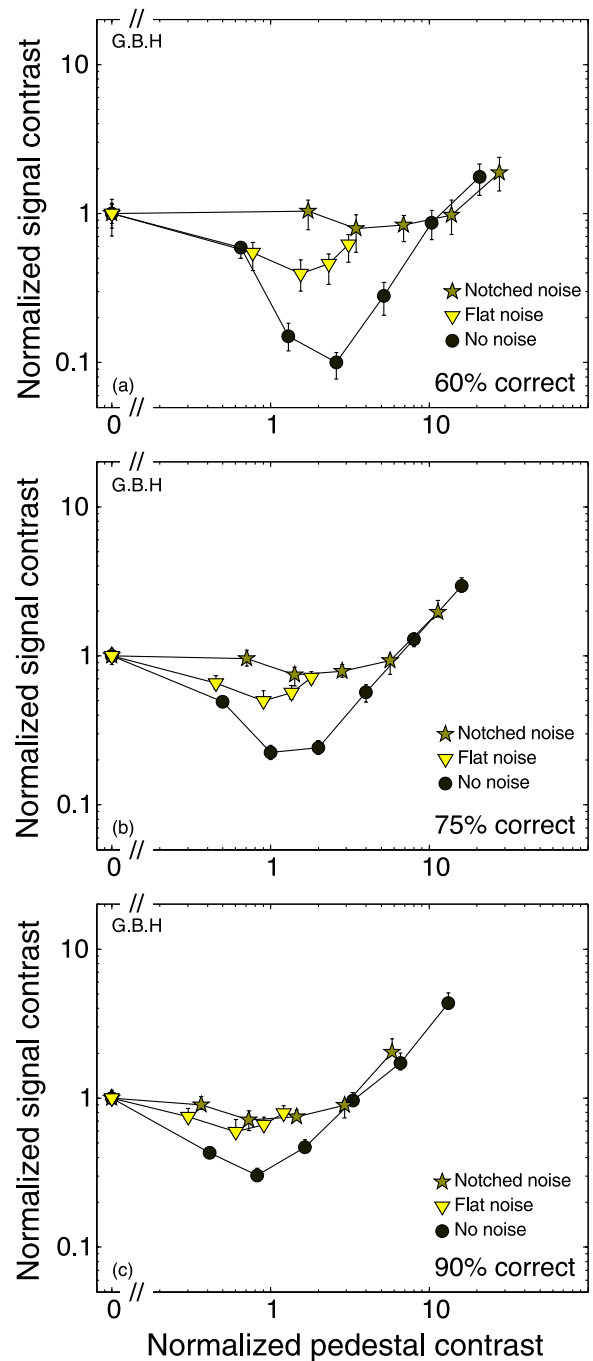 //
G.B.H
10
1
0.1
Normalized signal contrast
Notched noise
Flat noise
No noise
(a)
60% correct
//
0
1
10
//
G.B.H
10
1
0.1
Normalized signal contrast
Notched noise
Flat noise
No noise
(b)
75% correct
//
0
1
10
//
G.B.H
10
1
0.1
Normalized signal contrast
Notched noise
Flat noise
No noise
(c)
90% correct
//
0
1
10
Normalized pedestal contrast